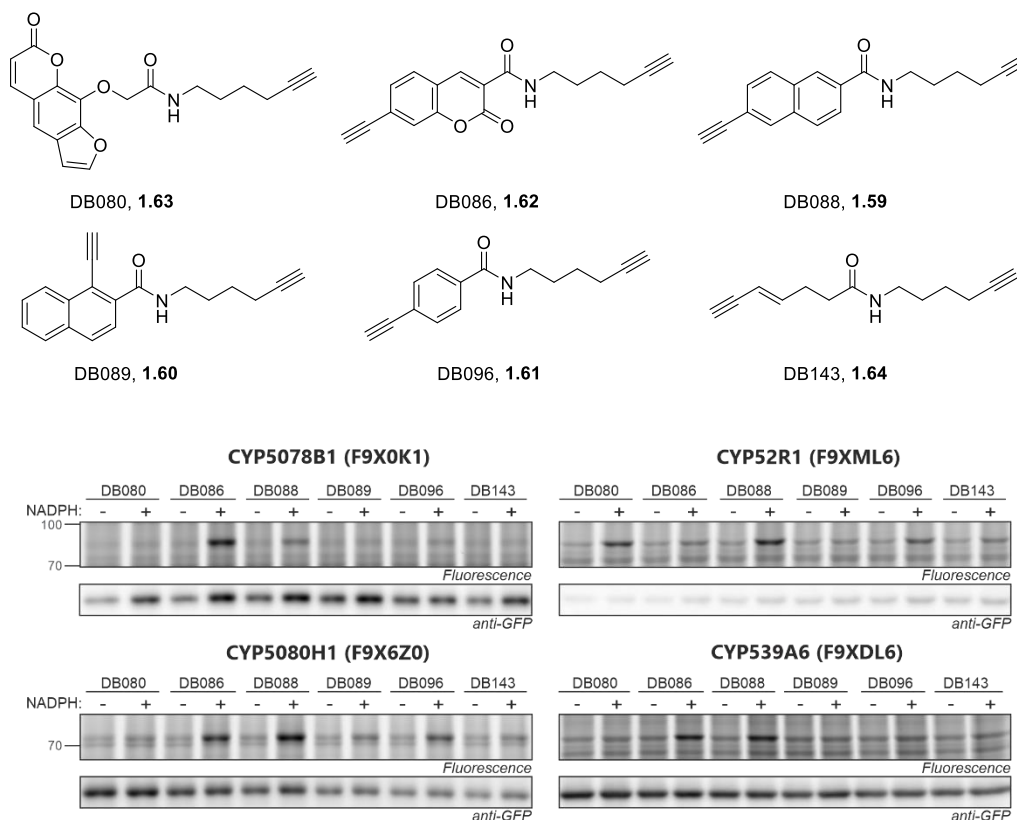 O
O
O
O
N
H
O
O
N
H
O
O
O
N
H
DB080, 1.63
DB086, 1.62
DB088, 1.59
O
N
H
O
N
H
O
N
H
DB089, 1.60
DB096, 1.61
DB143, 1.64
CYP5078B1 (F9X0K1)
DB080 DB086 DB088 DB089 DB096 DB143
NADPH: - + - + - + - + - + - +
100
70
Fluorescence
anti-GFP
CYP52R1 (F9XML6)
DB080 DB086 DB088 DB089 DB096 DB143
- + - + - + - + - + - +
Fluorescence
anti-GFP
CYP5080H1 (F9X6Z0)
DB080 DB086 DB088 DB089 DB096 DB143
NADPH: - + - + - + - + - + - +
70
Fluorescence
anti-GFP
CYP539A6 (F9XDL6)
DB080 DB086 DB088 DB089 DB096 DB143
- + - + - + - + - + - +
Fluorescence
anti-GFP